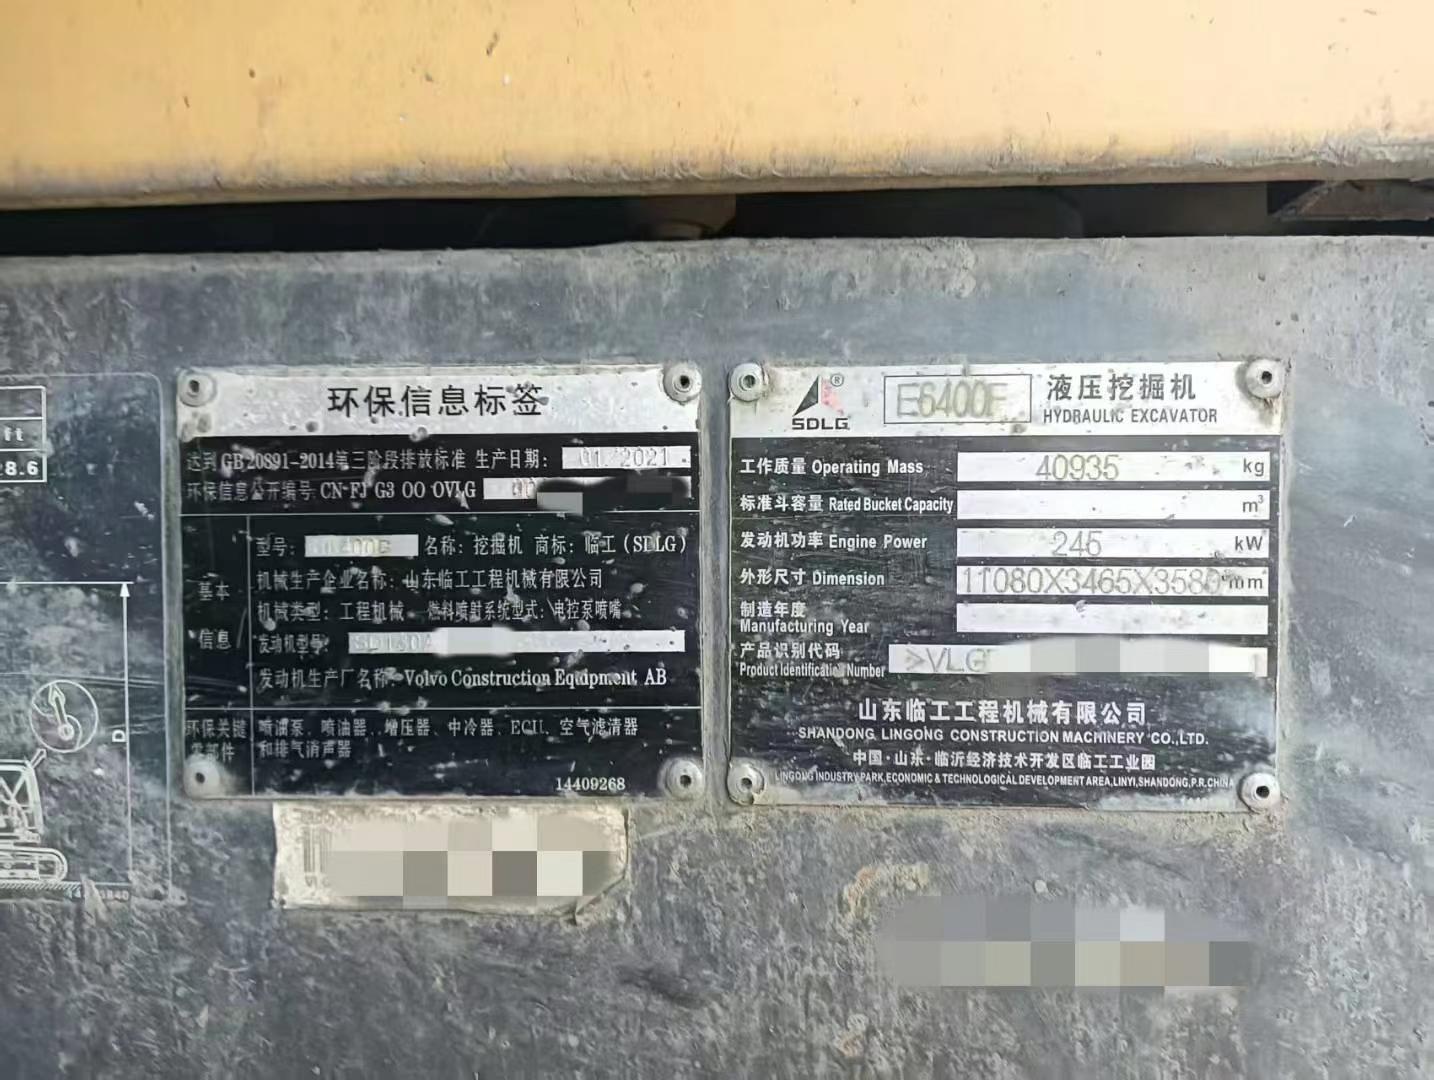 ft
28.6
D
环保信息标签
达到 GB 20891-2014第三阶段排放标准 生产日期: 01/2021
环保信息公开编号 CN FJ G3 00 0VLG
基本
信息
型号: 名称: 挖掘机 商标: 临工(SDLG)
机械生产企业名称: 山东临工工程机械有限公司
机械类型: 工程机械 燃料喷射系统型式: 电控泵喷嘴
发动机型号: SD130A
发动机生产厂名称: Volvo Construction Equipment AB
环保关键
零部件
喷油泵、喷油器、增压器、中冷器、ECU、空气滤清器
和排气消声器
14409268
SDLG
®
E6400F
液压挖掘机
HYDRAULIC EXCAVATOR
工作质量 Operating Mass 40935 kg
标准斗容量 Rated Bucket Capacity m³
发动机功率 Engine Power 245 kW
外形尺寸 Dimension 11080X3465X3580 mm
制造年度
Manufacturing Year
产品识别代码
Product Identification Number >VLG
山东临工工程机械有限公司
SHANDONG LINGONG CONSTRUCTION MACHINERY CO.,LTD.
中国·山东·临沂经济技术开发区临工工业园
LINGONG INDUSTRY PARK,ECONOMIC & TECHNOLOGICAL DEVELOPMENT AREA,LINYI,SHANDONG,P.R.CHINA